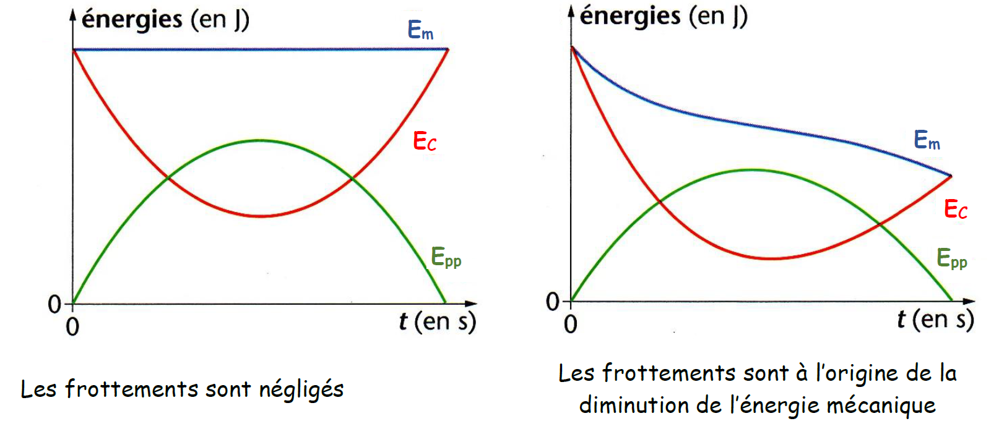 énergies (en J)
Em
Ec
Epp
0
0
t (en s)
Les frottements sont négligés
énergies (en J)
Em
Ec
Epp
0
0
t (en s)
Les frottements sont à l'origine de la
diminution de l'énergie mécanique